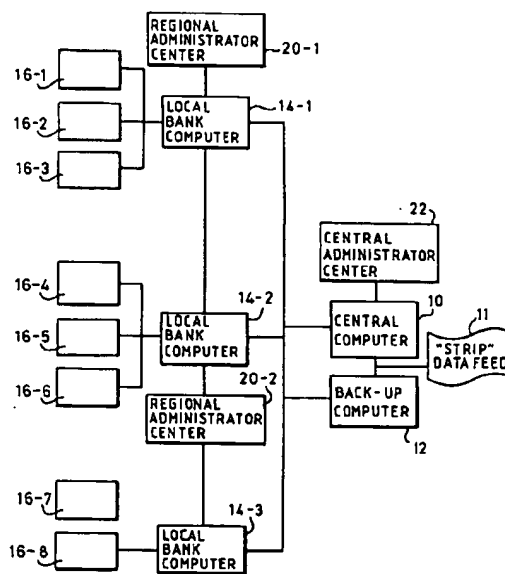 REGIONAL
ADMINISTRATOR
CENTER
20-1
16-1
16-2
16-3
LOCAL
BANK
COMPUTER
14-1
22
CENTRAL
ADMINISTRATOR
CENTER
16-4
16-5
16-6
LOCAL
BANK
COMPUTER
14-2
10
CENTRAL
COMPUTER
11
"STRIP"
DATA FEED
20-2
REGIONAL
ADMINISTRATOR
CENTER
BACK-UP
COMPUTER
12
16-7
16-8
LOCAL
BANK
COMPUTER
14-3